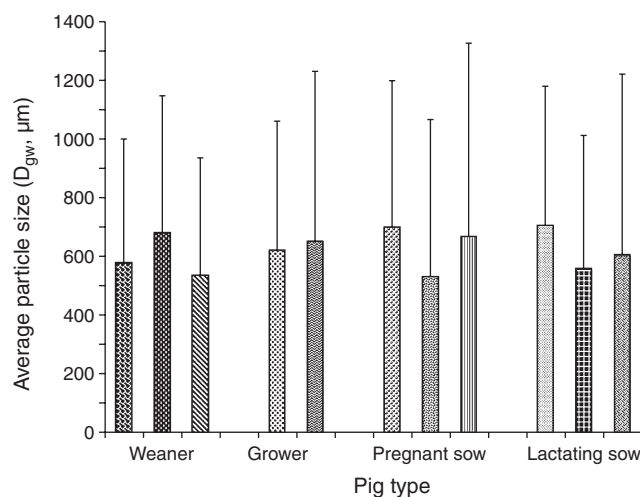 1400
1200
1000
800
600
400
200
0
Average particle size (Dgw, µm)
Weaner Grower Pregnant sow Lactating sow
Pig type